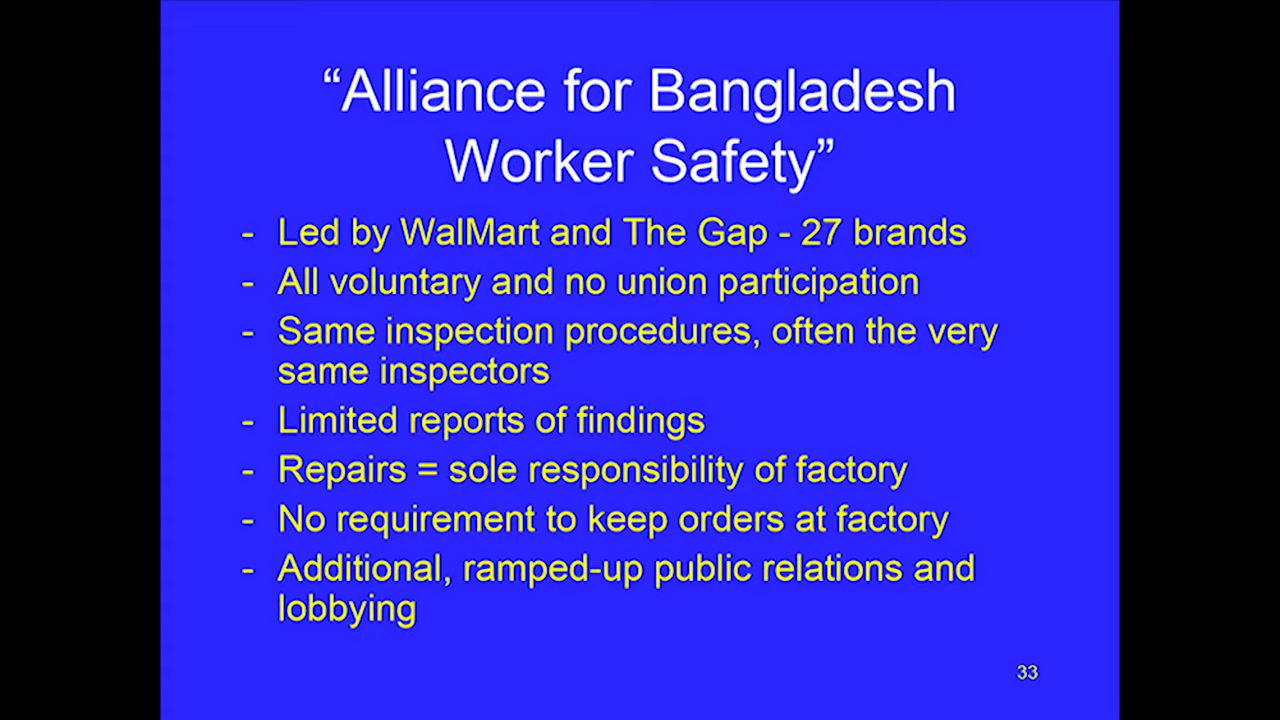 “Alliance for Bangladesh
Worker Safety”
- Led by WalMart and The Gap - 27 brands
- All voluntary and no union participation
- Same inspection procedures, often the very
same inspectors
- Limited reports of findings
- Repairs = sole responsibility of factory
- No requirement to keep orders at factory
- Additional, ramped-up public relations and
lobbying
33